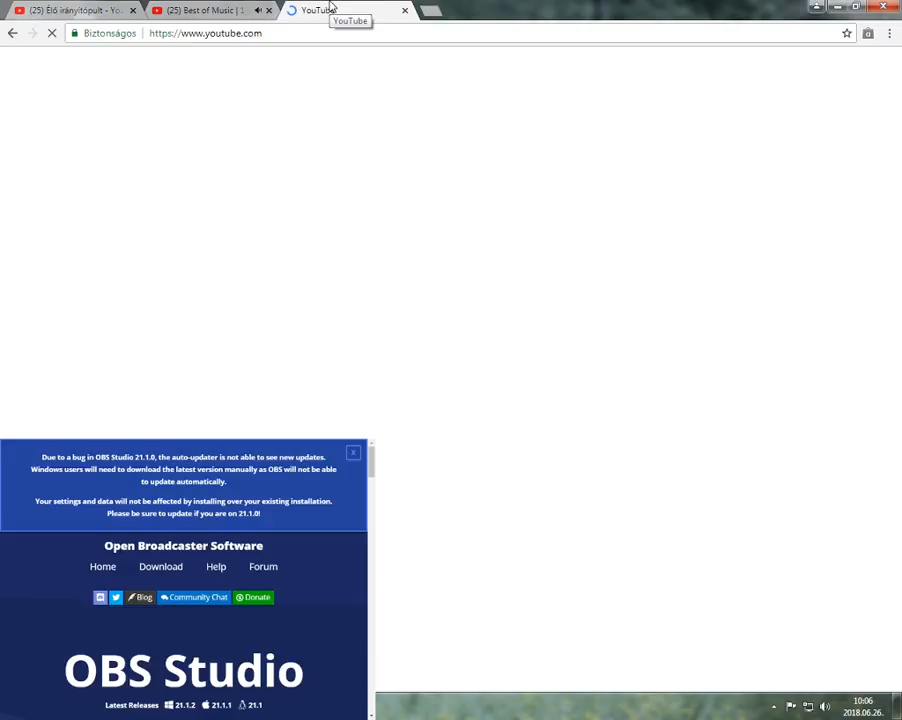 (25) Élő irányítópult - Yo
(25) Best of Music | 1
YouTube
YouTube
Biztonságos
https://www.youtube.com
Due to a bug in OBS Studio 21.1.0, the auto-updater is not able to see new updates.
Windows users will need to download the latest version manually as OBS will not be able
to update automatically.
X
Your settings and data will not be affected by installing over your existing installation.
Please be sure to update if you are on 21.1.0!
Open Broadcaster Software
Home Download Help Forum
Blog Community Chat Donate
OBS Studio
Latest Releases 21.1.2 21.1.1 21.1
10:06
2018.06.26.